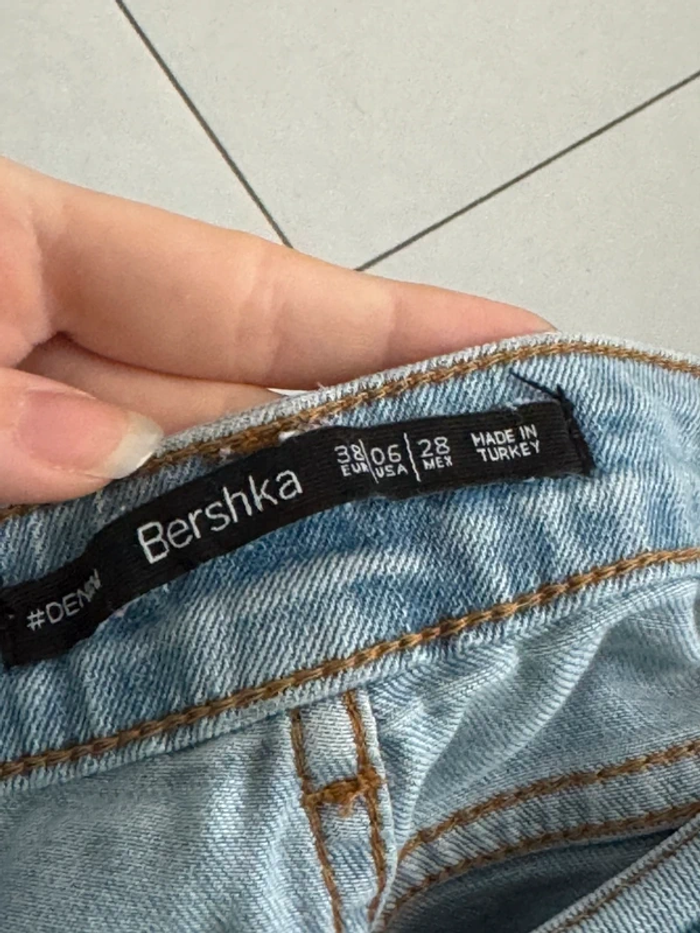 #DENIM
Bershka
38 EUR | 06 USA | 28 MEX
MADE IN
TURKEY